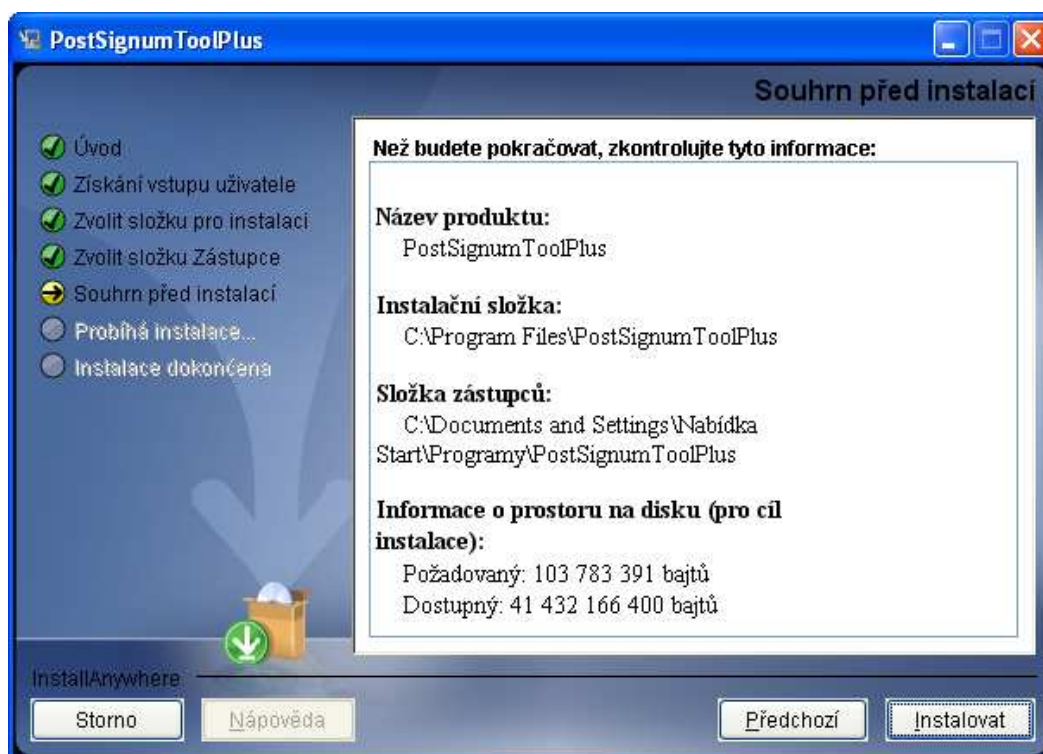 PostSignumToolPlus
Souhrn před instalací
Úvod
Získání vstupu uživatele
Zvolit složku pro instalaci
Zvolit složku Zástupce
Souhrn před instalací
Probíhá instalace...
Instalace dokončena
Než budete pokračovat, zkontrolujte tyto informace:
Název produktu:
PostSignumToolPlus
Instalační složka:
C:\Program Files\PostSignumToolPlus
Složka zástupců:
C:\Documents and Settings\Nabídka
Start\Programy\PostSignumToolPlus
Informace o prostoru na disku (pro cíl
instalace):
Požadovaný: 103 783 391 bajtů
Dostupný: 41 432 166 400 bajtů
InstallAnywhere
Storno
Nápověda
Předchozí
Instalovat